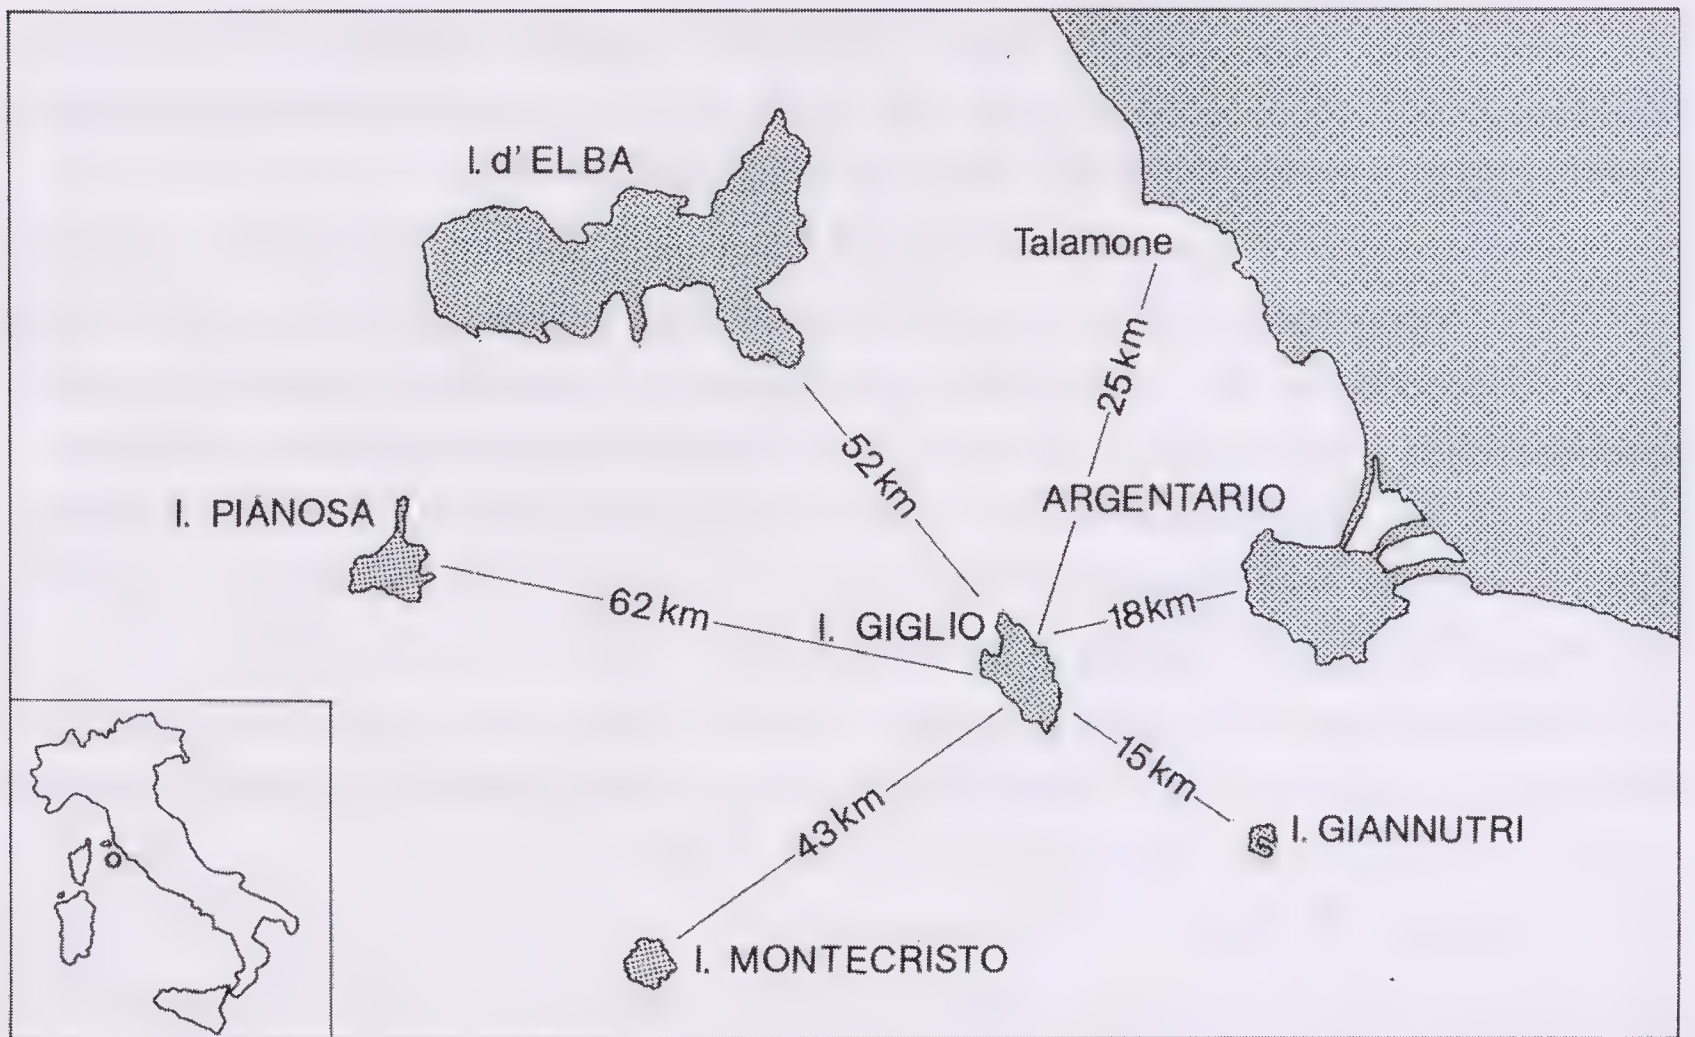 I. d' ELBA
Talamone
25 km
52 km
ARGENTARIO
I. PIANOSA
62 km
18 km
I. GIGLIO
15 km
43 km
I. GIANNUTRI
I. MONTECRISTO